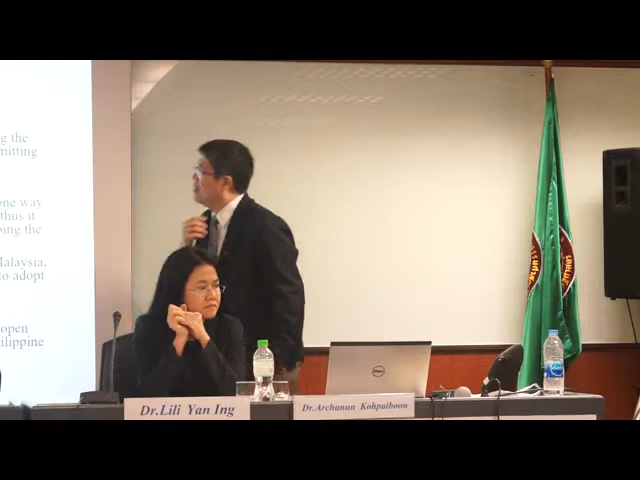 g the
mitting
one way
thus it
oing the
Malaysia,
to adopt
open
ilippine
Dr.Lili Yan Ing
Dr.Archanun Kohpaiboon
DELL